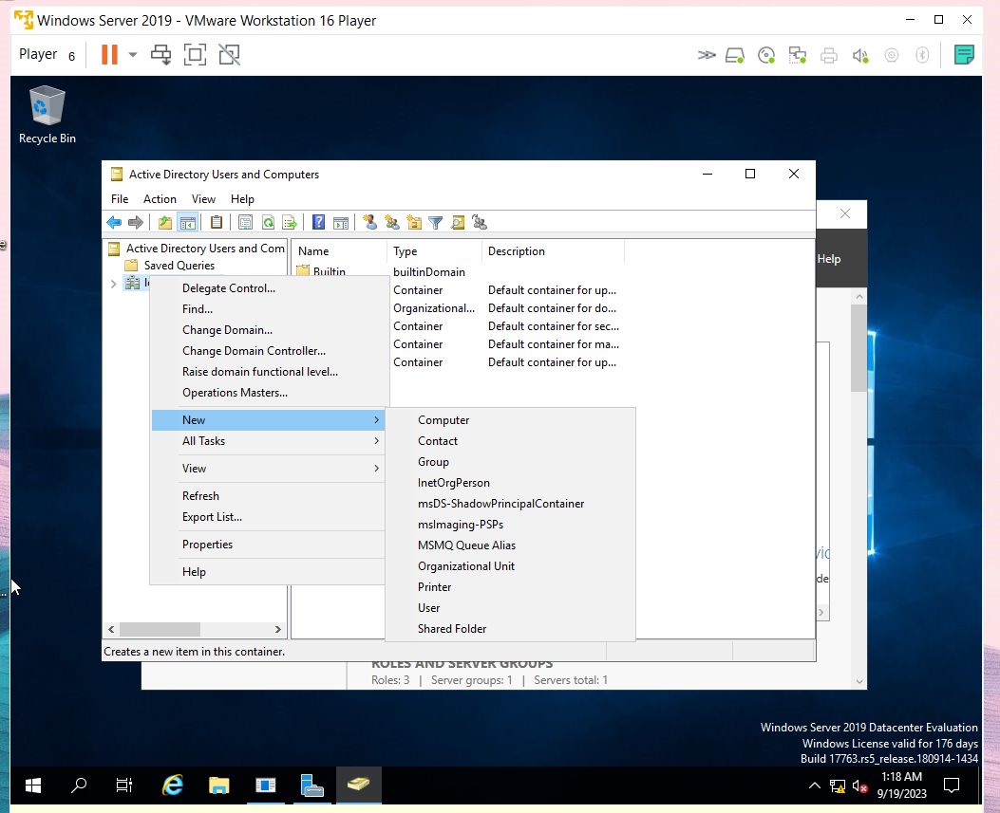 Windows Server 2019 - VMware Workstation 16 Player
Player 6
Recycle Bin
Active Directory Users and Computers
File Action View Help
Help
Active Directory Users and Com
Saved Queries
Name Type Description
Builtin builtinDomain
Container Default container for up...
Organizational... Default container for do...
Container Default container for sec...
Container Default container for ma...
Container Default container for up...
Delegate Control...
Find...
Change Domain...
Change Domain Controller...
Raise domain functional level...
Operations Masters...
New
All Tasks
View
Refresh
Export List...
Properties
Help
Computer
Contact
Group
InetOrgPerson
msDS-ShadowPrincipalContainer
msImaging-PSPs
MSMQ Queue Alias
Organizational Unit
Printer
User
Shared Folder
Creates a new item in this container.
ROLES AND SERVER GROUPS
Roles: 3 | Server groups: 1 | Servers total: 1
Windows Server 2019 Datacenter Evaluation
Windows License valid for 176 days
Build 17763.rs5_release.180914-1434
1:18 AM
9/19/2023